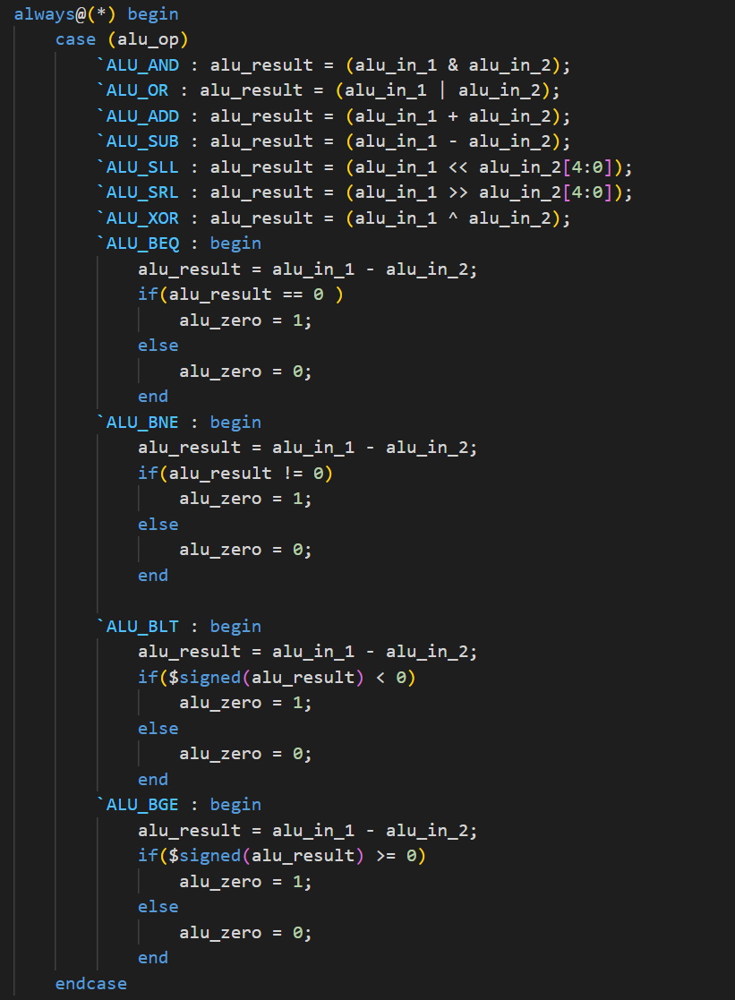 always@(*) begin
    case (alu_op)
        `ALU_AND : alu_result = (alu_in_1 & alu_in_2);
        `ALU_OR : alu_result = (alu_in_1 | alu_in_2);
        `ALU_ADD : alu_result = (alu_in_1 + alu_in_2);
        `ALU_SUB : alu_result = (alu_in_1 - alu_in_2);
        `ALU_SLL : alu_result = (alu_in_1 << alu_in_2[4:0]);
        `ALU_SRL : alu_result = (alu_in_1 >> alu_in_2[4:0]);
        `ALU_XOR : alu_result = (alu_in_1 ^ alu_in_2);
        `ALU_BEQ : begin
            alu_result = alu_in_1 - alu_in_2;
            if(alu_result == 0 )
                alu_zero = 1;
            else
                alu_zero = 0;
            end
        `ALU_BNE : begin
            alu_result = alu_in_1 - alu_in_2;
            if(alu_result != 0)
                alu_zero = 1;
            else
                alu_zero = 0;
            end

        `ALU_BLT : begin
            alu_result = alu_in_1 - alu_in_2;
            if($signed(alu_result) < 0)
                alu_zero = 1;
            else
                alu_zero = 0;
            end
        `ALU_BGE : begin
            alu_result = alu_in_1 - alu_in_2;
            if($signed(alu_result) >= 0)
                alu_zero = 1;
            else
                alu_zero = 0;
            end
    endcase